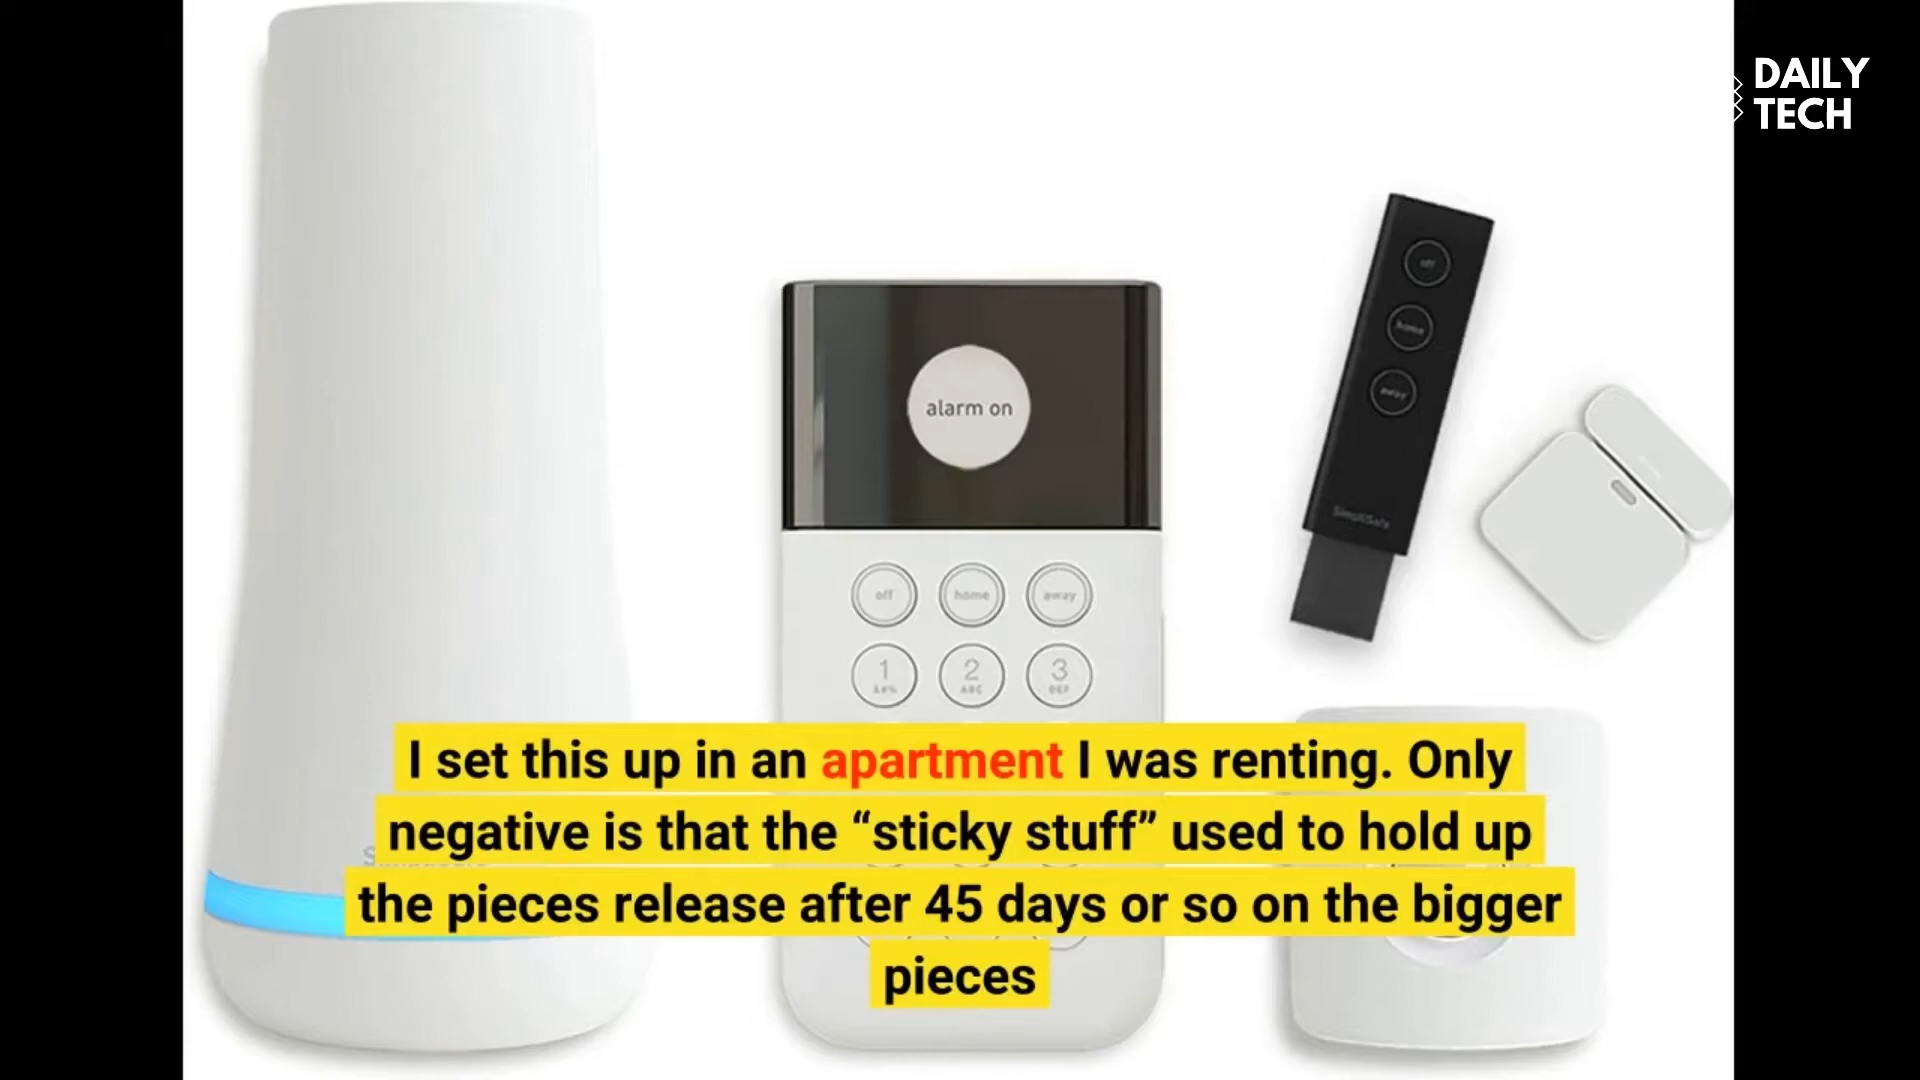 DAILY
TECH
alarm on
off
home
away
SimpliSafe
off home away
1 2 3
&#% ABC DEF
I set this up in an apartment I was renting. Only
negative is that the “sticky stuff” used to hold up
the pieces release after 45 days or so on the bigger
pieces